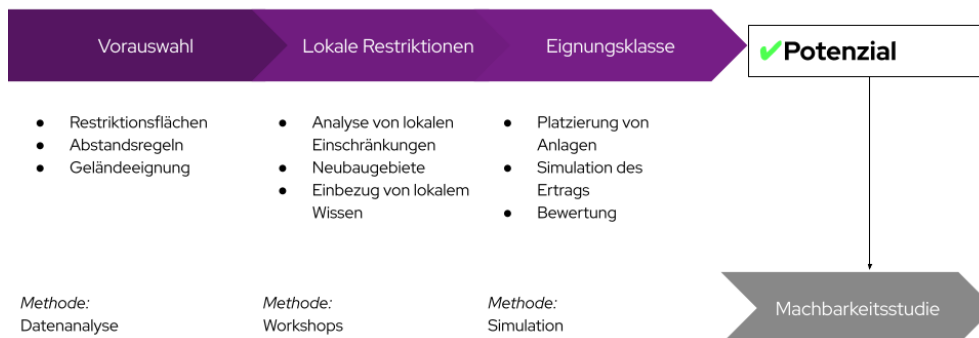 Vorauswahl
Lokale Restriktionen
Eignungsklasse
✔Potenzial
● Restriktionsflächen
● Abstandsregeln
● Geländeeignung
● Analyse von lokalen
Einschränkungen
● Neubaugebiete
● Einbezug von lokalem
Wissen
● Platzierung von
Anlagen
● Simulation des
Ertrags
● Bewertung
Methode:
Datenanalyse
Methode:
Workshops
Methode:
Simulation
Machbarkeitsstudie